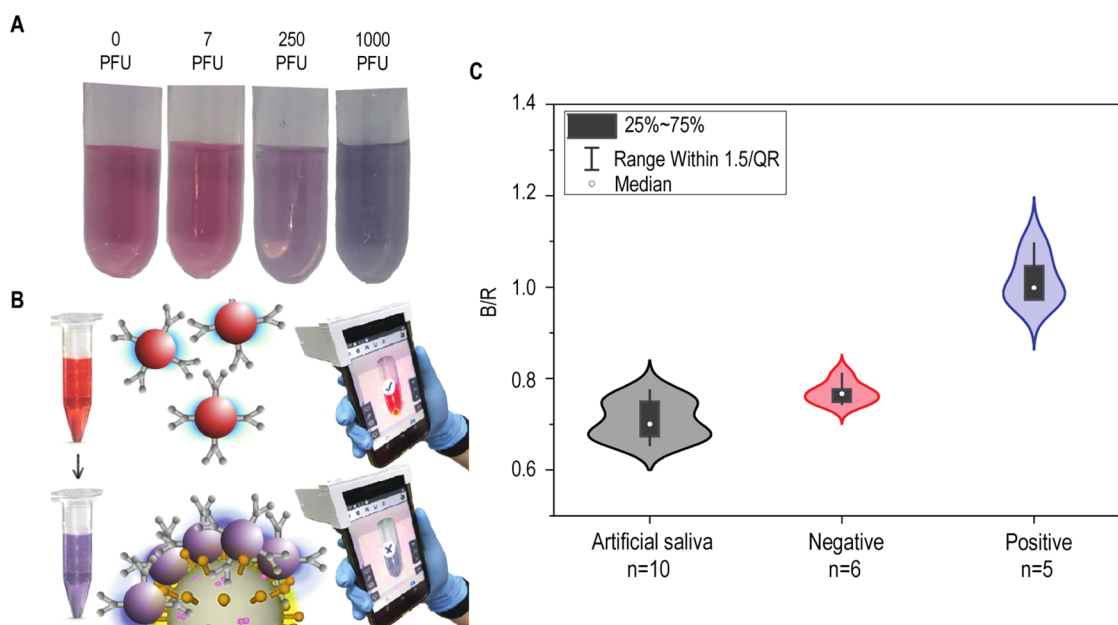 A
0
PFU
7
PFU
250
PFU
1000
PFU
B
C
1.4
1.2
1.0
0.8
0.6
B/R
25%~75%
Range Within 1.5/QR
Median
Artificial saliva
n=10
Negative
n=6
Positive
n=5